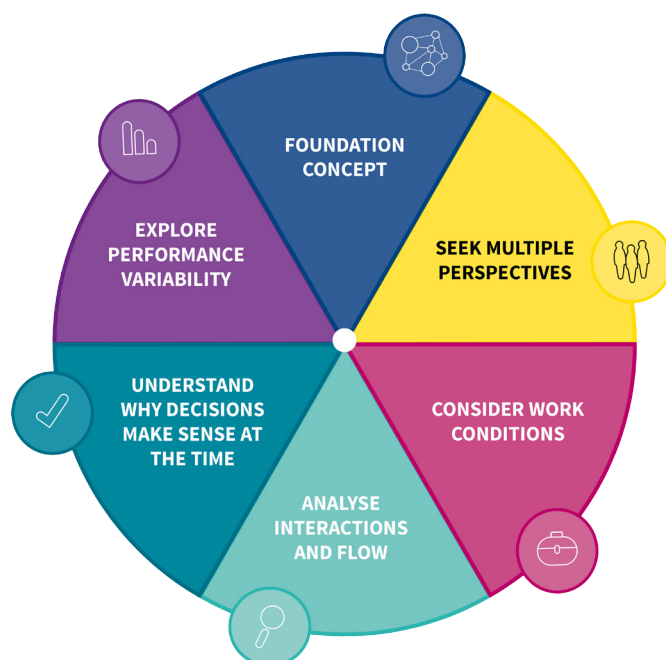 FOUNDATION
CONCEPT
SEEK MULTIPLE
PERSPECTIVES
CONSIDER WORK
CONDITIONS
ANALYSE
INTERACTIONS
AND FLOW
UNDERSTAND
WHY DECISIONS
MAKE SENSE AT
THE TIME
EXPLORE
PERFORMANCE
VARIABILITY